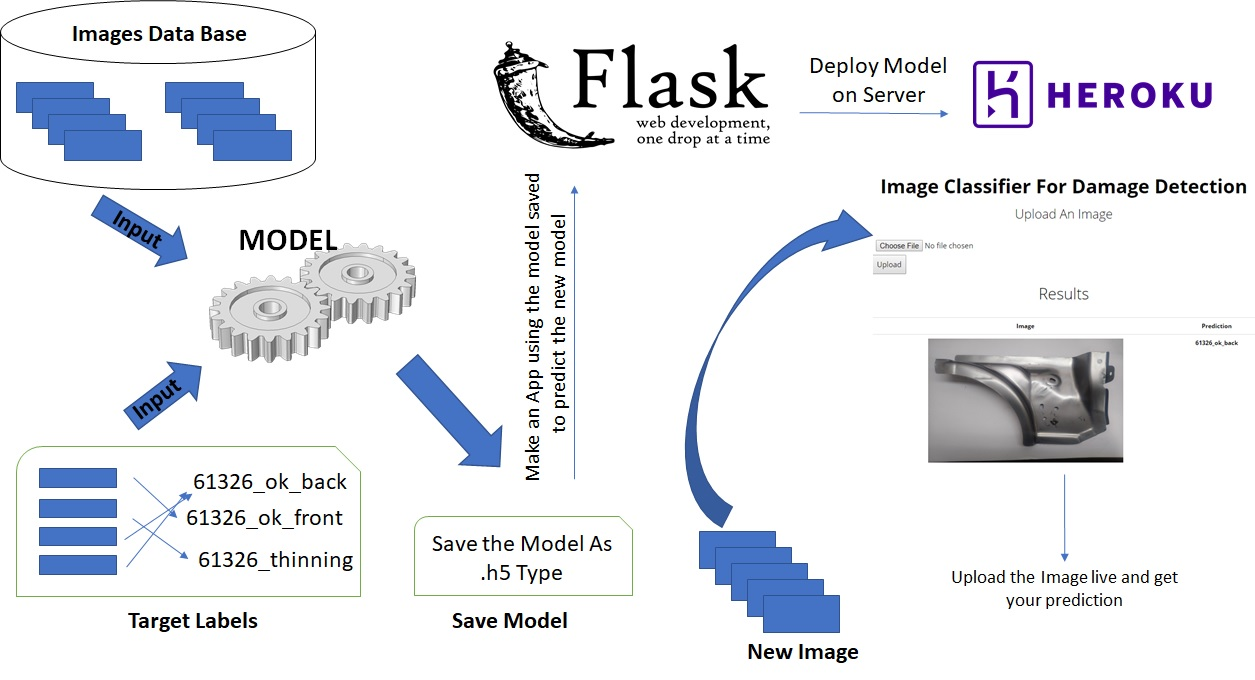 Images Data Base
Input
MODEL
Input
61326_ok_back
61326_ok_front
61326_thinning
Target Labels
Save the Model As
.h5 Type
Save Model
Make an App using the model saved
to predict the new model
Flask
web development,
one drop at a time
Deploy Model
on Server
HEROKU
Image Classifier For Damage Detection
Upload An Image
Choose File No file chosen
Upload
Results
Image Prediction
61326_ok_back
Upload the Image live and get
your prediction
New Image